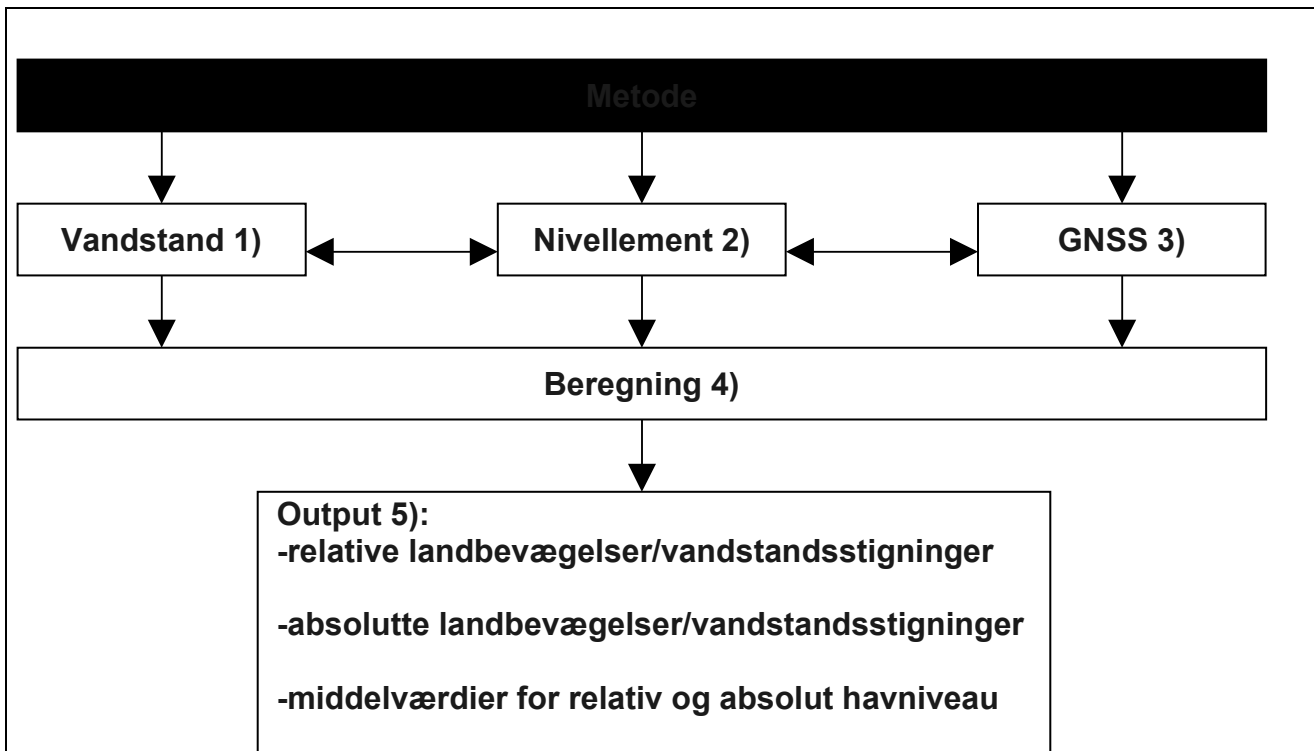 Metode
Vandstand 1)
Nivellement 2)
GNSS 3)
Beregning 4)
Output 5):
-relative landbevægelser/vandstandsstigninger
-absolutte landbevægelser/vandstandsstigninger
-middelværdier for relativ og absolut havniveau